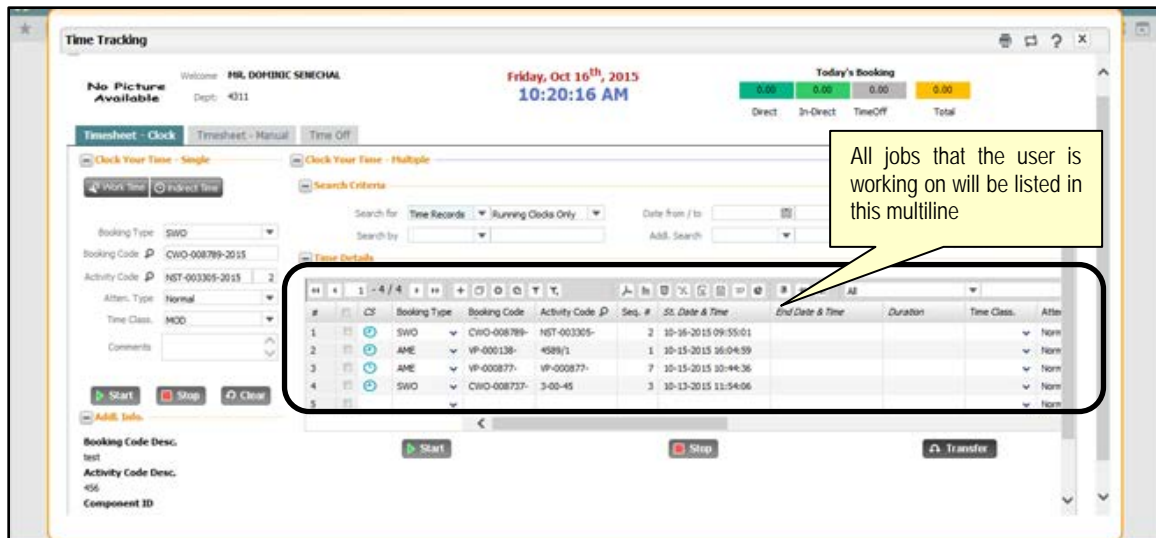 Time Tracking
No Picture Available
Welcome MR. DOMINIC SENECHAL
Dept: 4311
Friday, Oct 16th, 2015
10:20:16 AM
Today's Booking
0.00 0.00 0.00 0.00
Direct In-Direct TimeOff Total
Timesheet - Clock Timesheet - Manual Time Off
Clock Your Time - Single
Work Time Indirect Time
Booking Type SWO
Booking Code CWO-008789-2015
Activity Code NST-003305-2015 2
Atten. Type Normal
Time Class. MOD
Comments
Start Stop Clear
Addl. Info.
Booking Code Desc.
test
Activity Code Desc.
456
Component ID
Clock Your Time - Multiple
Search Criteria
Search for Time Records Running Clocks Only Date from / to
Search by Addl. Search
All jobs that the user is
working on will be listed in
this multiline
Time Details
1 - 4 / 4 All
# CS Booking Type Booking Code Activity Code Seq. # St. Date & Time End Date & Time Duration Time Class. Atte
1 SWO CWO-008789- NST-003305- 2 10-16-2015 09:55:01 Norm
2 AME VP-000138- 4589/1 1 10-15-2015 16:04:59 Norm
3 AME VP-000877- VP-000877- 7 10-15-2015 10:44:36 Norm
4 SWO CWO-008737- 3-00-45 3 10-13-2015 11:54:06 Norm
5 Norm
Start Stop Transfer